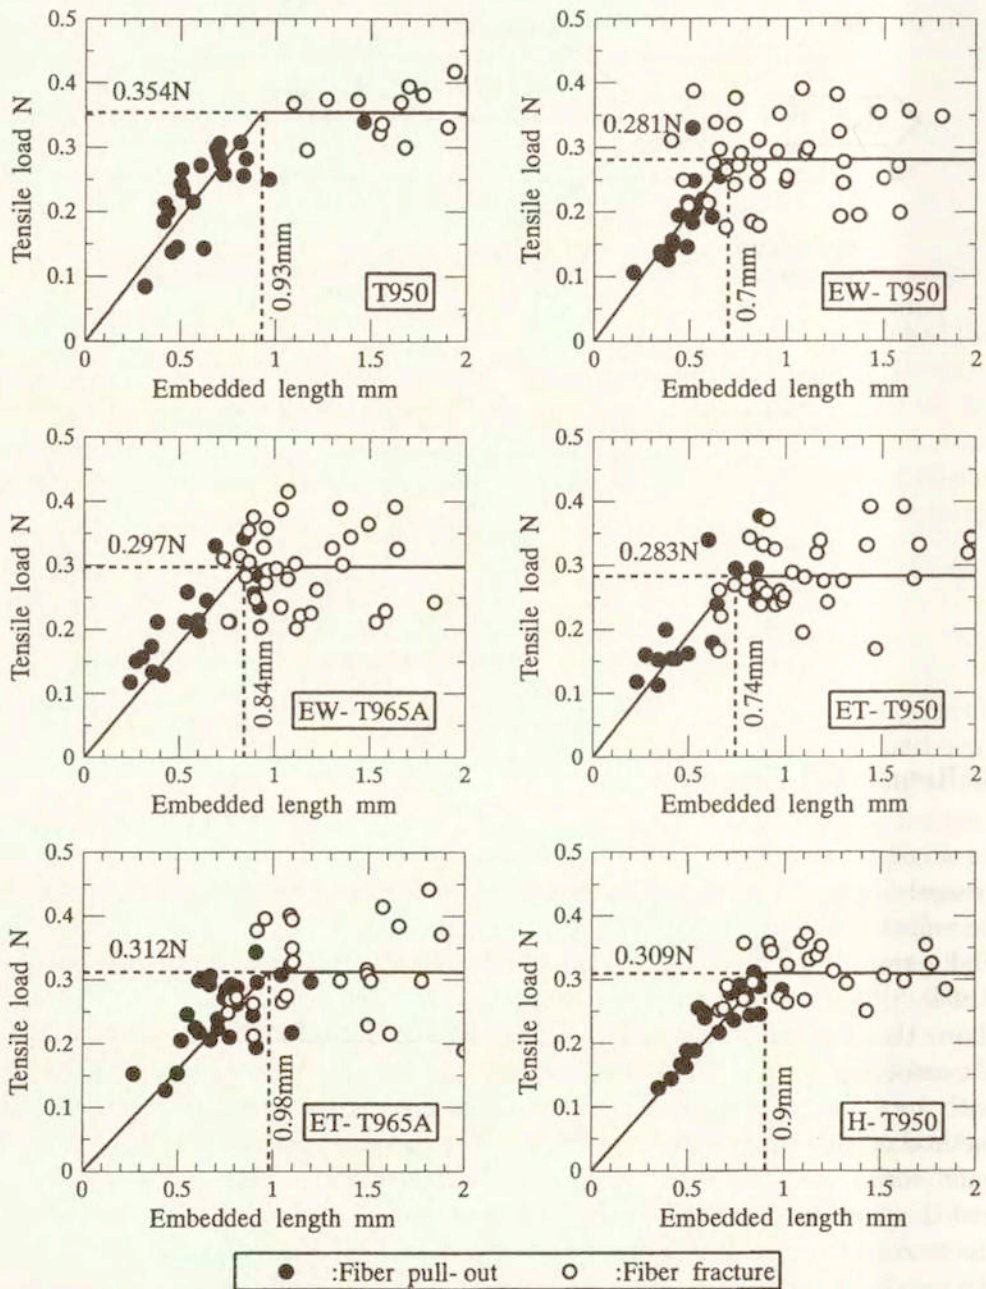 0.5
0.4
0.3
0.2
0.1
0
Tensile load N
0.354N
0.93mm
T950
0 0.5 1 1.5 2
Embedded length mm
0.5
0.4
0.3
0.2
0.1
0
Tensile load N
0.281N
0.7mm
EW- T950
0 0.5 1 1.5 2
Embedded length mm
0.5
0.4
0.3
0.2
0.1
0
Tensile load N
0.297N
0.84mm
EW- T965A
0 0.5 1 1.5 2
Embedded length mm
0.5
0.4
0.3
0.2
0.1
0
Tensile load N
0.283N
0.74mm
ET- T950
0 0.5 1 1.5 2
Embedded length mm
0.5
0.4
0.3
0.2
0.1
0
Tensile load N
0.312N
0.98mm
ET- T965A
0 0.5 1 1.5 2
Embedded length mm
0.5
0.4
0.3
0.2
0.1
0
Tensile load N
0.309N
0.9mm
H- T950
0 0.5 1 1.5 2
Embedded length mm
:Fiber pull- out :Fiber fracture